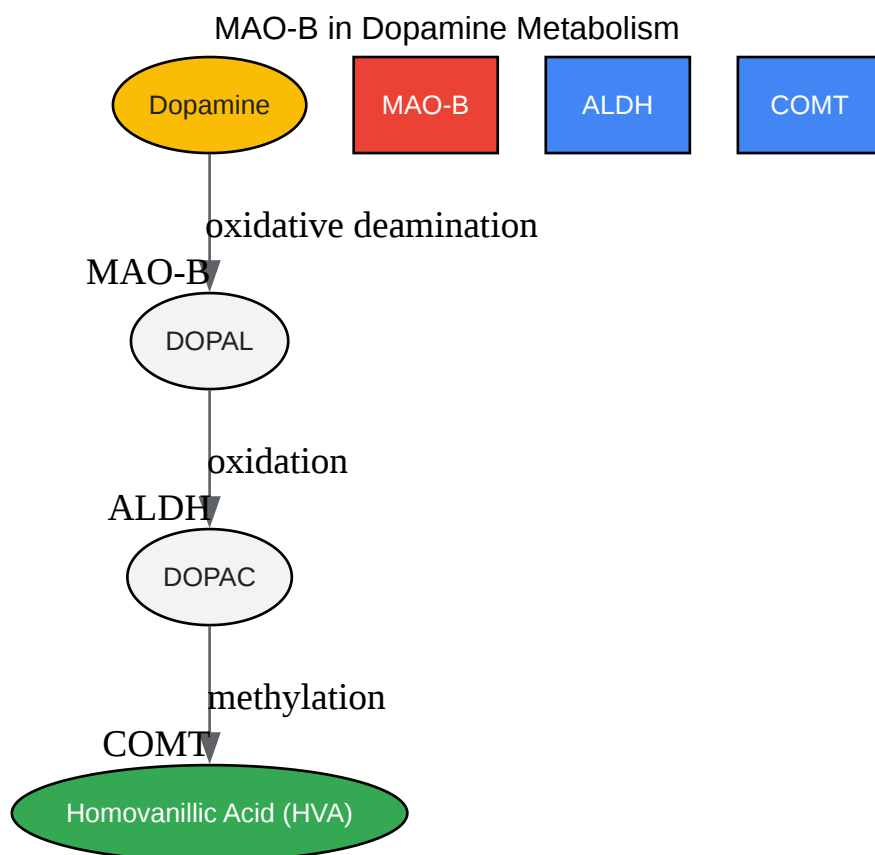 MAO-B in Dopamine Metabolism
Dopamine
MAO-B
ALDH
COMT
oxidative deamination
MAO-B
DOPAL
oxidation
ALDH
DOPAC
methylation
COMT
Homovanillic Acid (HVA)